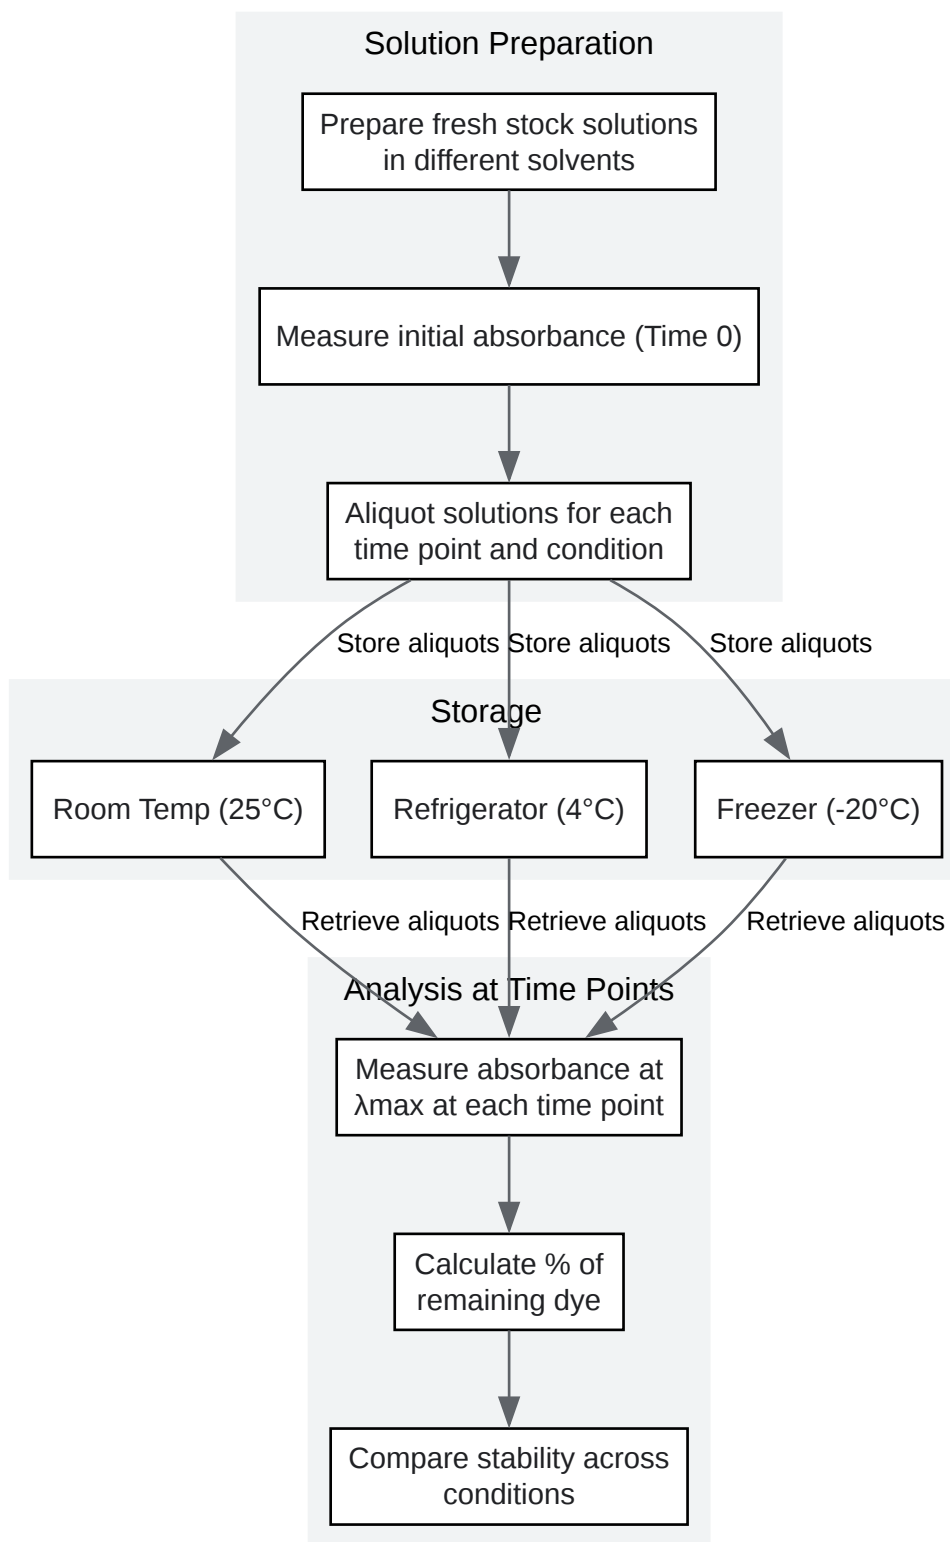 Solution Preparation
Prepare fresh stock solutions
in different solvents
Measure initial absorbance (Time 0)
Aliquot solutions for each
time point and condition
Store aliquots
Store aliquots
Store aliquots
Storage
Room Temp (25°C)
Refrigerator (4°C)
Freezer (-20°C)
Retrieve aliquots
Retrieve aliquots
Retrieve aliquots
Analysis at Time Points
Measure absorbance at
λmax at each time point
Calculate % of
remaining dye
Compare stability across
conditions